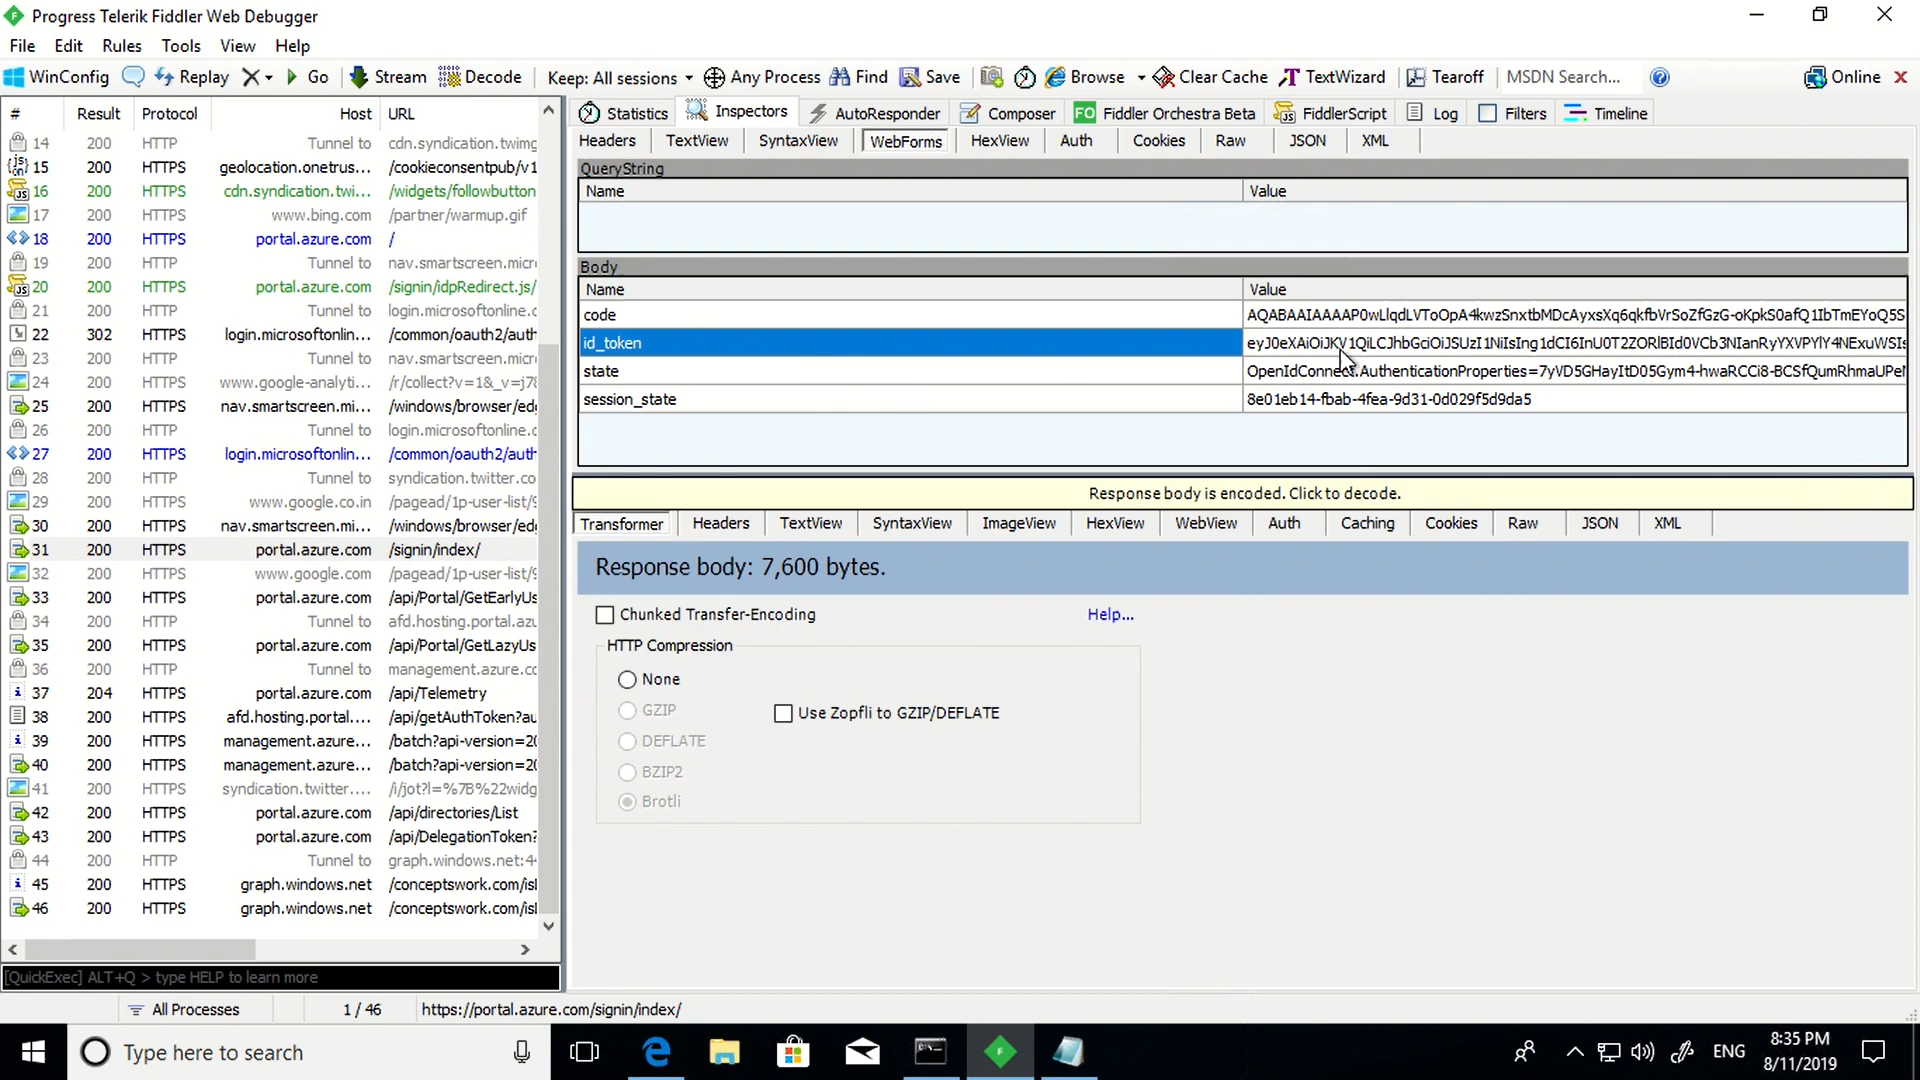 Progress Telerik Fiddler Web Debugger
File Edit Rules Tools View Help
WinConfig Replay Go Stream Decode Keep: All sessions Any Process Find Save Browse Clear Cache TextWizard Tearoff MSDN Search... Online
# Result Protocol Host URL
14 200 HTTP Tunnel to cdn.syndication.twimg
15 200 HTTPS geolocation.onetrus... /cookieconsentpub/v1
16 200 HTTPS cdn.syndication.twi... /widgets/followbutton
17 200 HTTPS www.bing.com /partner/warmup.gif
18 200 HTTPS portal.azure.com /
19 200 HTTP Tunnel to nav.smartscreen.micr
20 200 HTTPS portal.azure.com /signin/idpRedirect.js/
21 200 HTTP Tunnel to login.microsoftonline.c
22 302 HTTPS login.microsoftonlin... /common/oauth2/auth
23 200 HTTP Tunnel to login.microsoftonline.c
24 200 HTTPS www.google-analyti... /r/collect?v=1&_v=j78
25 200 HTTPS nav.smartscreen.mi... /windows/browser/edg
26 200 HTTP Tunnel to login.microsoftonline.c
27 200 HTTPS login.microsoftonlin... /common/oauth2/auth
28 200 HTTP Tunnel to syndication.twitter.co
29 200 HTTPS www.google.co.in /pagead/1p-user-list/9
30 200 HTTPS nav.smartscreen.mi... /windows/browser/edg
31 200 HTTPS portal.azure.com /signin/index/
32 200 HTTPS www.google.com /pagead/1p-user-list/9
33 200 HTTPS portal.azure.com /api/Portal/GetEarlyUs
34 200 HTTP Tunnel to afd.hosting.portal.azu
35 200 HTTPS portal.azure.com /api/Portal/GetLazyUs
36 200 HTTP Tunnel to management.azure.co
37 204 HTTPS portal.azure.com /api/Telemetry
38 200 HTTPS afd.hosting.portal.... /api/getAuthToken?au
39 200 HTTPS management.azure... /batch?api-version=20
40 200 HTTPS management.azure... /batch?api-version=20
41 200 HTTPS syndication.twitter.... /i/jot?l=%7B%22widg
42 200 HTTPS portal.azure.com /api/directories/List
43 200 HTTPS portal.azure.com /api/DelegationToken?
44 200 HTTP Tunnel to graph.windows.net:44
45 200 HTTPS graph.windows.net /conceptswork.com/isl
46 200 HTTPS graph.windows.net /conceptswork.com/isl
[QuickExec] ALT+Q > type HELP to learn more
Statistics Inspectors AutoResponder Composer FO Fiddler Orchestra Beta FiddlerScript Log Filters Timeline
Headers TextView SyntaxView WebForms HexView Auth Cookies Raw JSON XML
QueryString
Name Value
Body
Name Value
code
id_token
state
session_state 8e01eb14-fbab-4fea-9d31-0d029f5d9da5
Response body is encoded. Click to decode.
Transformer Headers TextView SyntaxView ImageView HexView WebView Auth Caching Cookies Raw JSON XML
Response body: 7,600 bytes.
Chunked Transfer-Encoding Help...
HTTP Compression
None
GZIP Use Zopfli to GZIP/DEFLATE
DEFLATE
BZIP2
Brotli
All Processes 1 / 46 https://portal.azure.com/signin/index/
Type here to search ENG 8:35 PM
8/11/2019